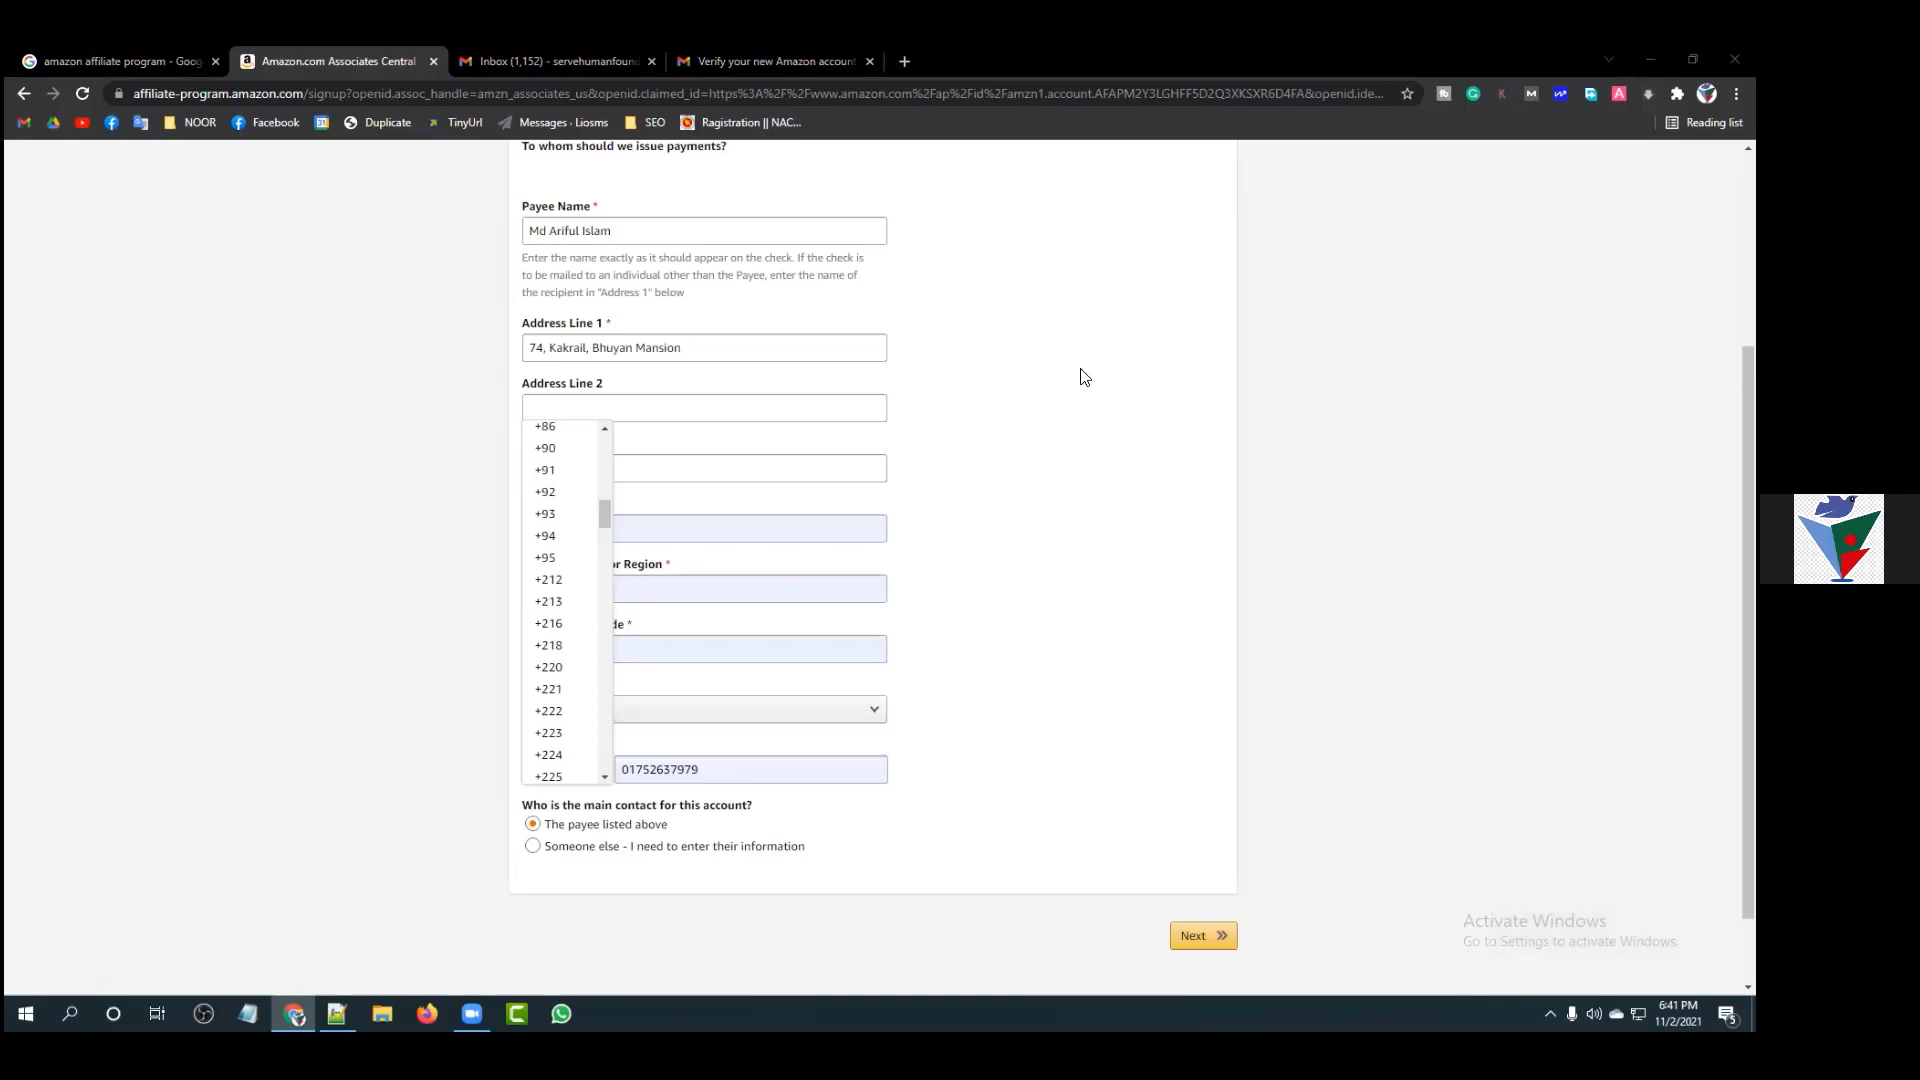 amazon affiliate program - Goog
Amazon.com Associates Central
Inbox (1,152) - servehumanfound
Verify your new Amazon account
affiliate-program.amazon.com/signup?openid.assoc_handle=amzn_associates_us&openid.claimed_id=https%3A%2F%2Fwww.amazon.com%2Fap%2Fid%2Famzn1.account.AFAPM2Y3LGHFF5D2Q3XKSXR6D4FA&openid.ide...
NOOR
Facebook
Duplicate
TinyUrl
Messages · Liosms
SEO
Ragistration || NAC...
Reading list
To whom should we issue payments?
Payee Name *
Md Ariful Islam
Enter the name exactly as it should appear on the check. If the check is
to be mailed to an individual other than the Payee, enter the name of
the recipient in "Address 1" below
Address Line 1 *
74, Kakrail, Bhuyan Mansion
Address Line 2
+86
+90
+91
+92
+93
+94
+95
or Region *
+212
+213
+216
de *
+218
+220
+221
+222
+223
+224
01752637979
+225
Who is the main contact for this account?
The payee listed above
Someone else - I need to enter their information
Next
Activate Windows
Go to Settings to activate Windows.
6:41 PM
11/2/2021
5